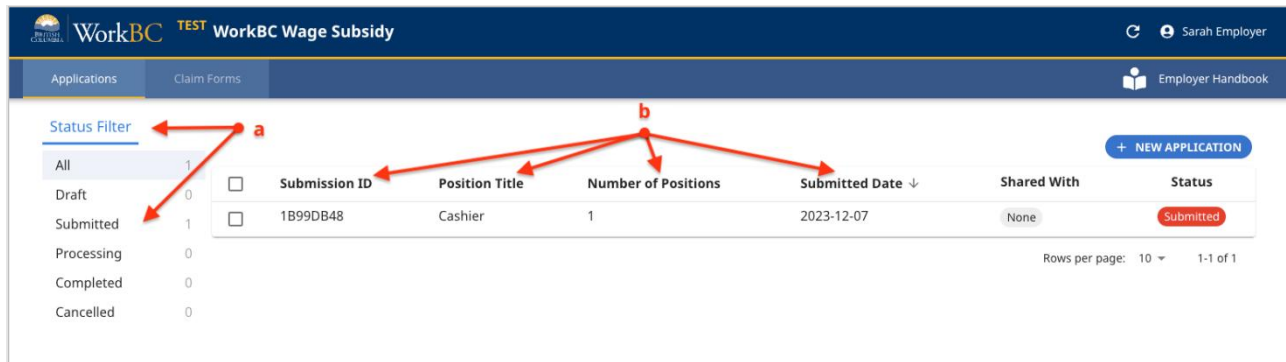 BRITISH COLUMBIA WorkBC TEST WorkBC Wage Subsidy Sarah Employer
Applications Claim Forms Employer Handbook
Status Filter a b
+ NEW APPLICATION
All 1
Submission ID Position Title Number of Positions Submitted Date ↓ Shared With Status
Draft 0
1B99DB48 Cashier 1 2023-12-07 None Submitted
Submitted 1
Processing 0 Rows per page: 10 1-1 of 1
Completed 0
Cancelled 0